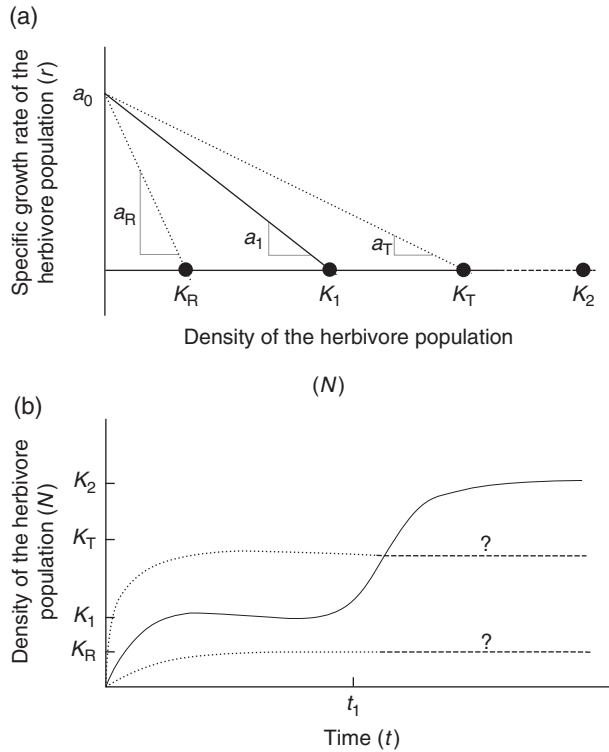 (a)
Specific growth rate of the
herbivore population (r)
a0
aR
a1
aT
KR
K1
KT
K2
Density of the herbivore population
(N)
(b)
Density of the herbivore
population (N)
K2
KT
K1
KR
?
?
t1
Time (t)